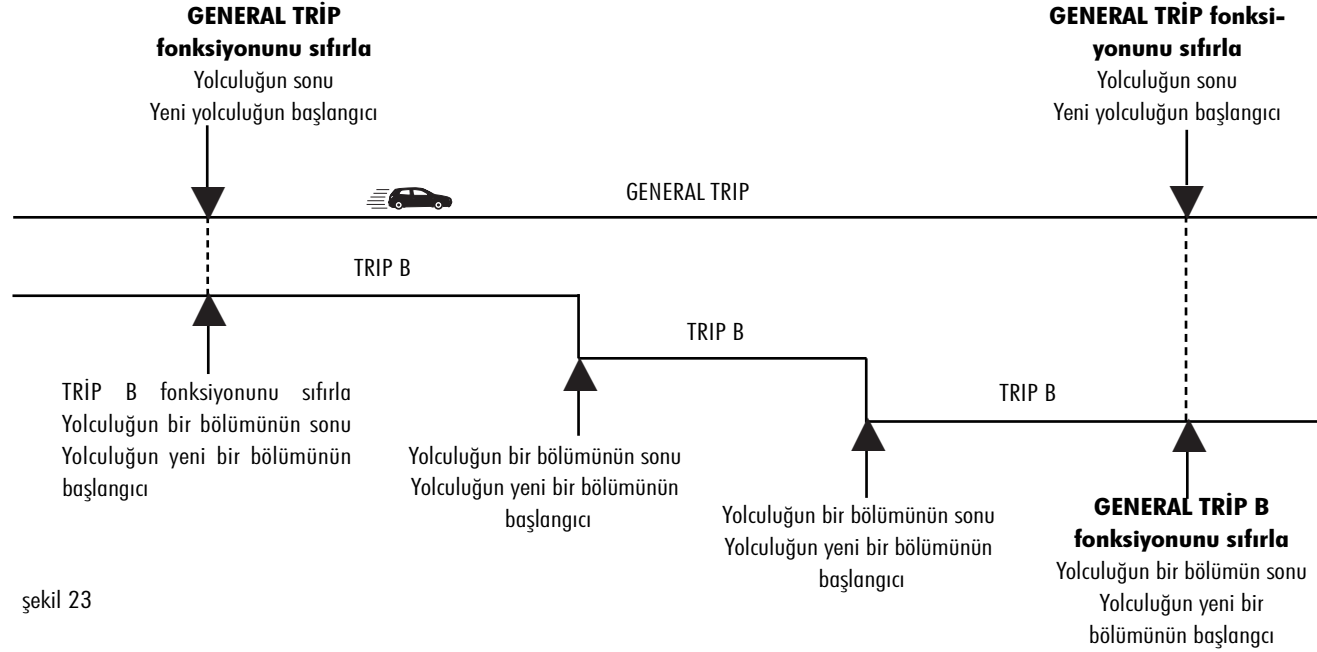 GENERAL TRİP
fonksiyonunu sıfırla
Yolculuğun sonu
Yeni yolculuğun başlangıcı
GENERAL TRİP fonksi-
yonunu sıfırla
Yolculuğun sonu
Yeni yolculuğun başlangıcı
GENERAL TRIP
TRIP B
TRIP B
TRIP B
TRİP B fonksiyonunu sıfırla
Yolculuğun bir bölümünün sonu
Yolculuğun yeni bir bölümünün
başlangıcı
Yolculuğun bir bölümünün sonu
Yolculuğun yeni bir bölümünün
başlangıcı
Yolculuğun bir bölümünün sonu
Yolculuğun yeni bir bölümünün
başlangıcı
GENERAL TRİP B
fonksiyonunu sıfırla
Yolculuğun bir bölümün sonu
Yolculuğun yeni bir
bölümünün başlangcı
şekil 23